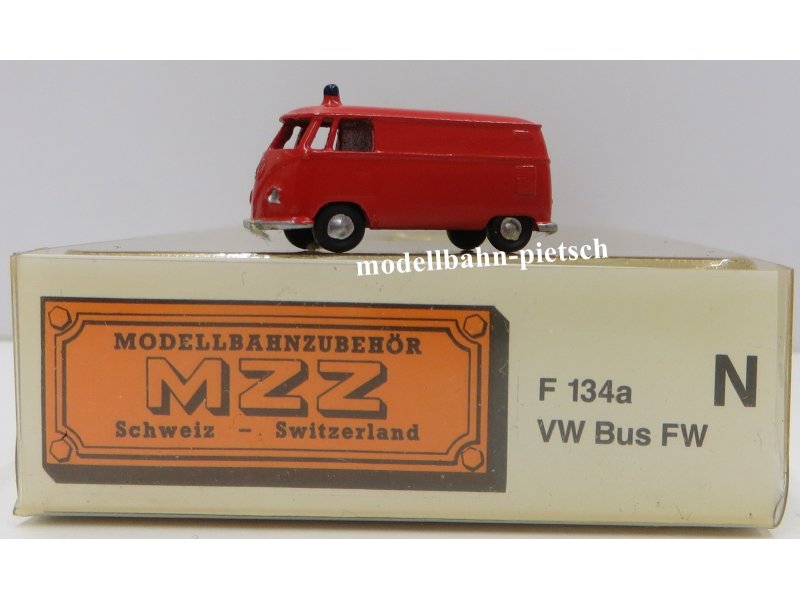 modellbahn-pietsch
MODELLBAHNZUBEHÖR
MZZ
Schweiz - Switzerland
F 134a
VW Bus FW
N